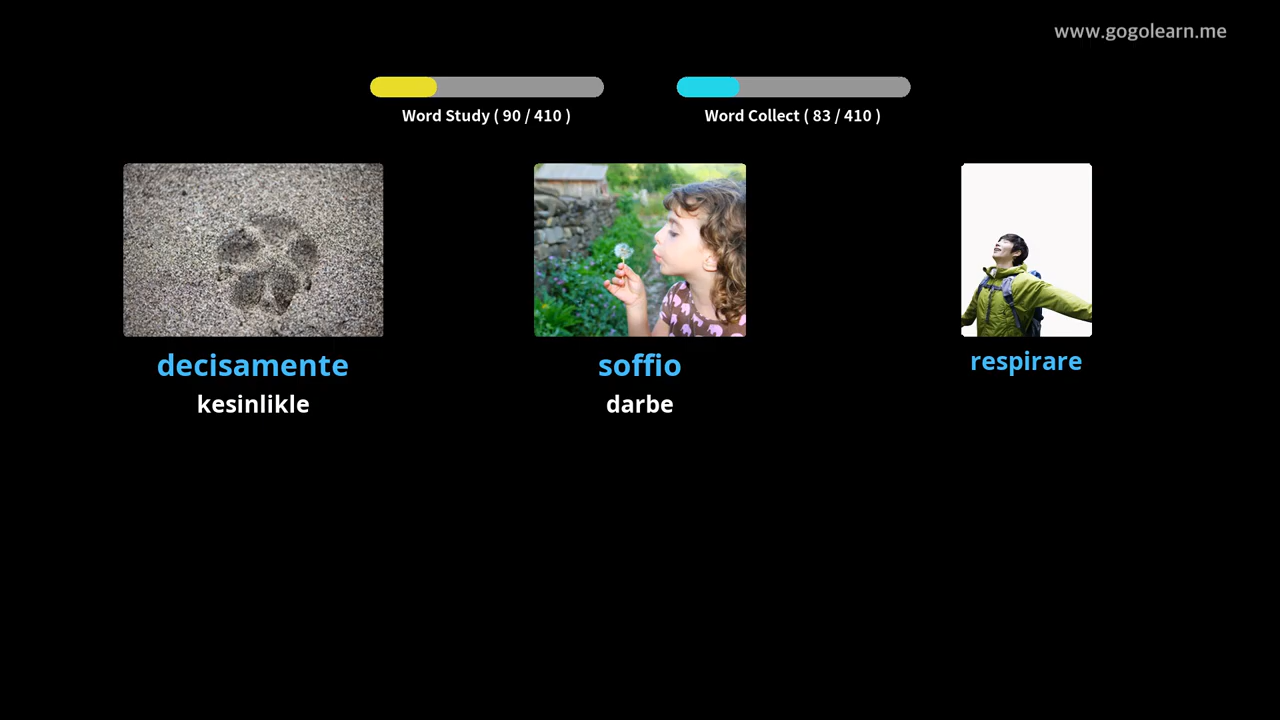 www.gogolearn.me
Word Study ( 90 / 410 )
Word Collect ( 83 / 410 )
decisamente
kesinlikle
soffio
darbe
respirare